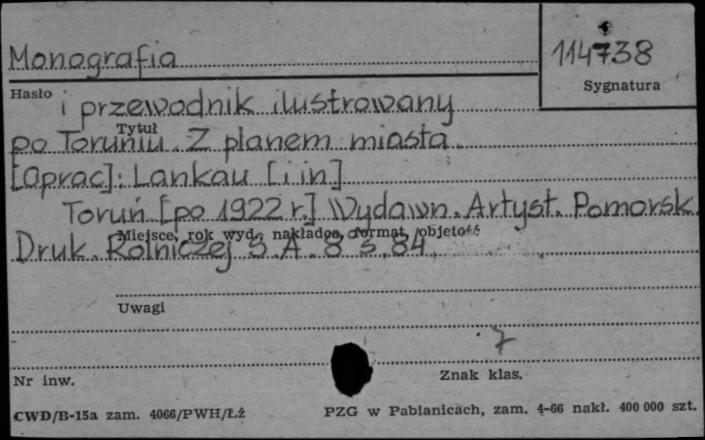 Monografia
114738
Sygnatura
Hasło
i przewodnik ilustrowany
Tytuł
po Toruniu. Z planem miasta.
[Oprac]: Lankau [i in]
Toruń [po 1922 r.] Wydawn. Artyst. Pomorsk.
Miejsce, rok wyd., nakładca, format, objętość
Druk. Rolniczej S.A. 8 s. 84
Uwagi
7
Nr inw.
Znak klas.
CWD/B-15a zam. 4066/PWH/Łż
PZG w Pabianicach, zam. 4-66 nakł. 400 000 szt.